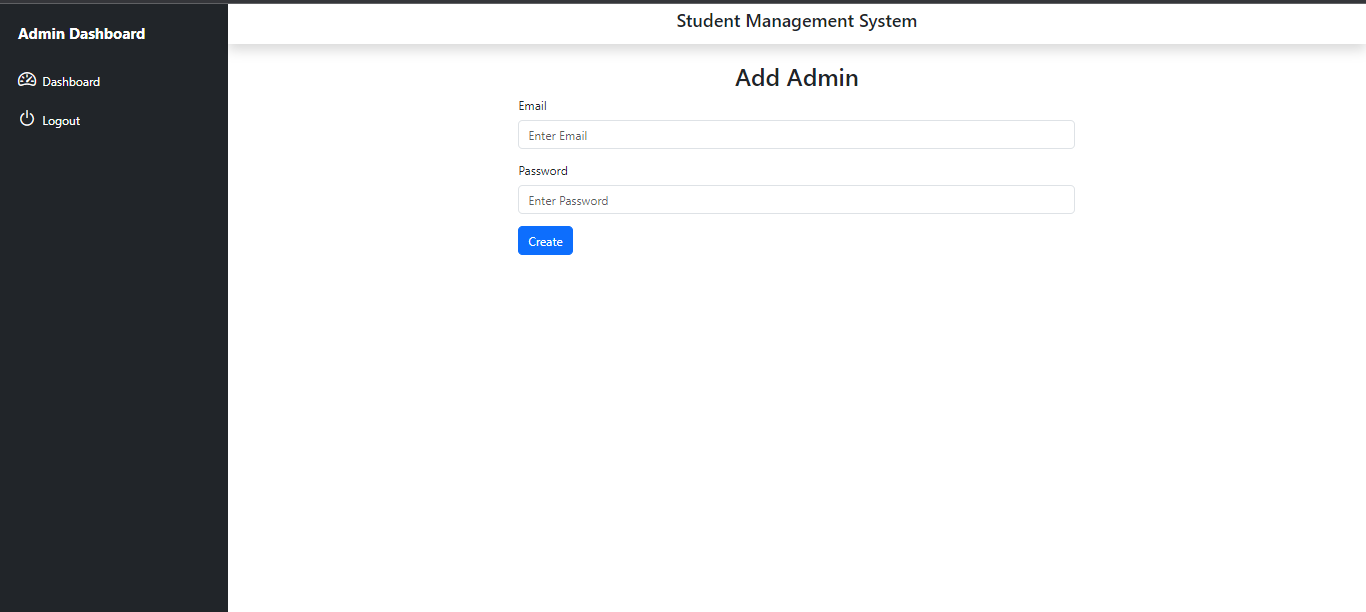 Admin Dashboard
Dashboard
Logout
Student Management System
Add Admin
Email
Enter Email
Password
Enter Password
Create